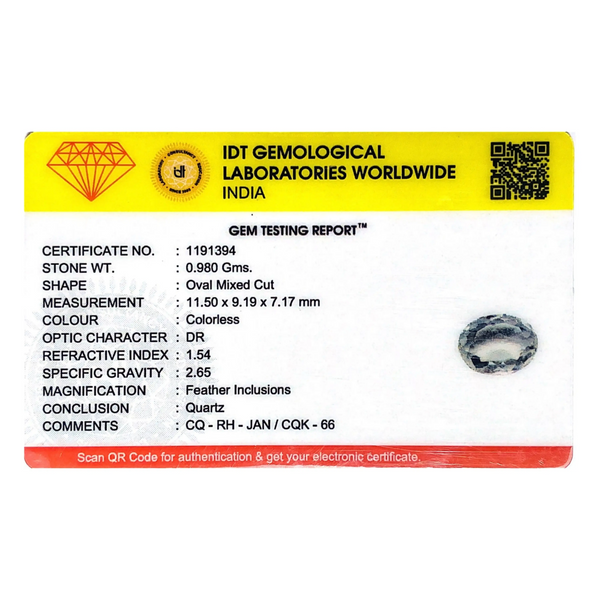 IDT GEMOLOGICAL
LABORATORIES WORLDWIDE
INDIA
GEM TESTING REPORT™
CERTIFICATE NO. : 1191394
STONE WT. : 0.980 Gms.
SHAPE : Oval Mixed Cut
MEASUREMENT : 11.50 x 9.19 x 7.17 mm
COLOUR : Colorless
OPTIC CHARACTER : DR
REFRACTIVE INDEX : 1.54
SPECIFIC GRAVITY : 2.65
MAGNIFICATION : Feather Inclusions
CONCLUSION : Quartz
COMMENTS : CQ - RH - JAN / CQK - 66
Scan QR Code for authentication & get your electronic certificate.